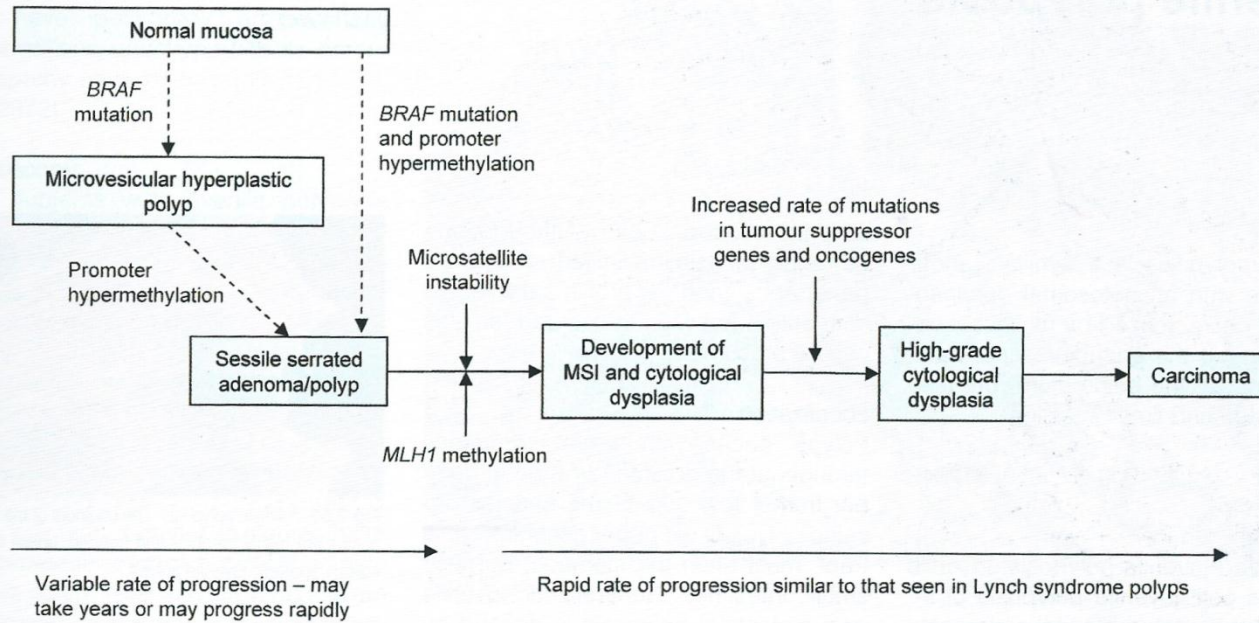 Normal mucosa
BRAF
mutation
BRAF mutation
and promoter
hypermethylation
Microvesicular hyperplastic
polyp
Promoter
hypermethylation
Sessile serrated
adenoma/polyp
Microsatellite
instability
MLH1 methylation
Development of
MSI and cytological
dysplasia
Increased rate of mutations
in tumour suppressor
genes and oncogenes
High-grade
cytological
dysplasia
Carcinoma
Variable rate of progression – may
take years or may progress rapidly
Rapid rate of progression similar to that seen in Lynch syndrome polyps